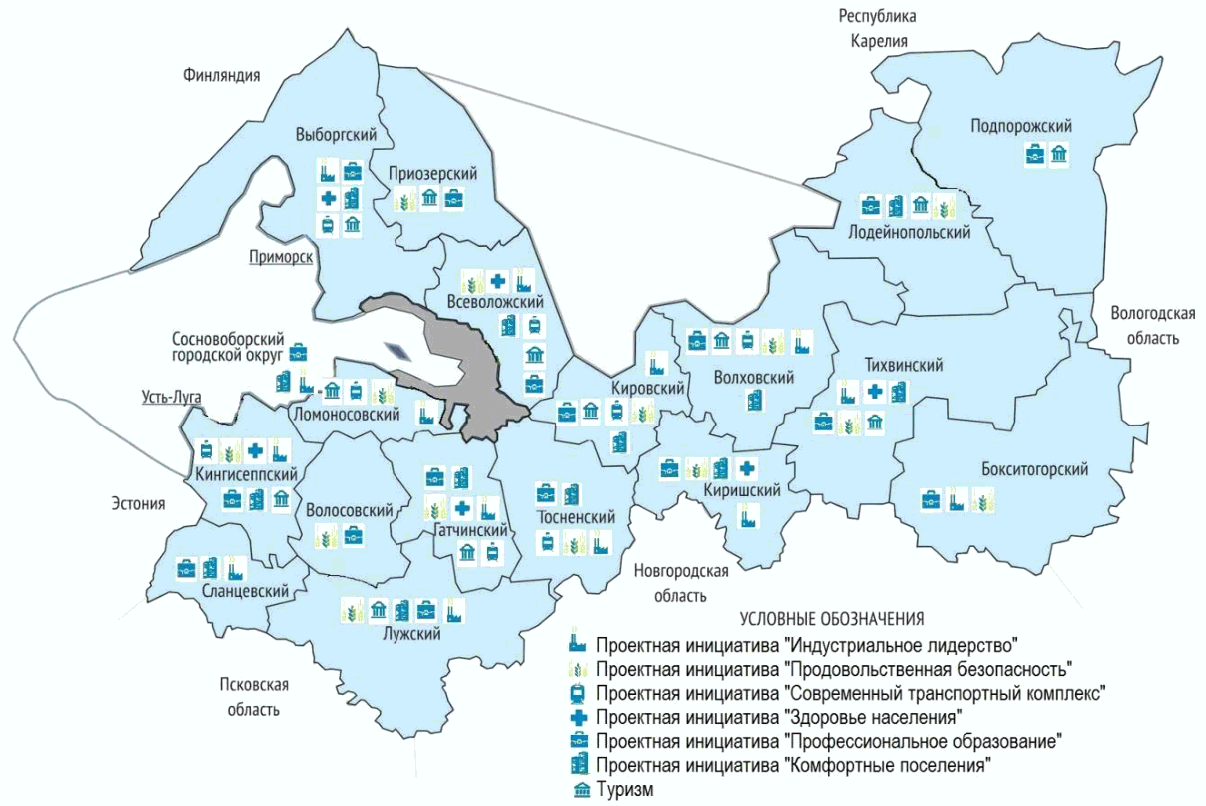 Республика
Карелия
Финляндия
Подпорожский
Выборгский
Приозерский
Лодейнопольский
Приморск
Всеволожский
Вологодская
область
Сосновоборский
городской округ
Тихвинский
Кировский
Волховский
Усть-Луга
Ломоносовский
Бокситогорский
Кингисеппский
Киришский
Эстония
Волосовский
Тосненский
Гатчинский
Новгородская
область
Сланцевский
Лужский
Псковская
область
УСЛОВНЫЕ ОБОЗНАЧЕНИЯ
Проектная инициатива "Индустриальное лидерство"
Проектная инициатива "Продовольственная безопасность"
Проектная инициатива "Современный транспортный комплекс"
Проектная инициатива "Здоровье населения"
Проектная инициатива "Профессиональное образование"
Проектная инициатива "Комфортные поселения"
Туризм